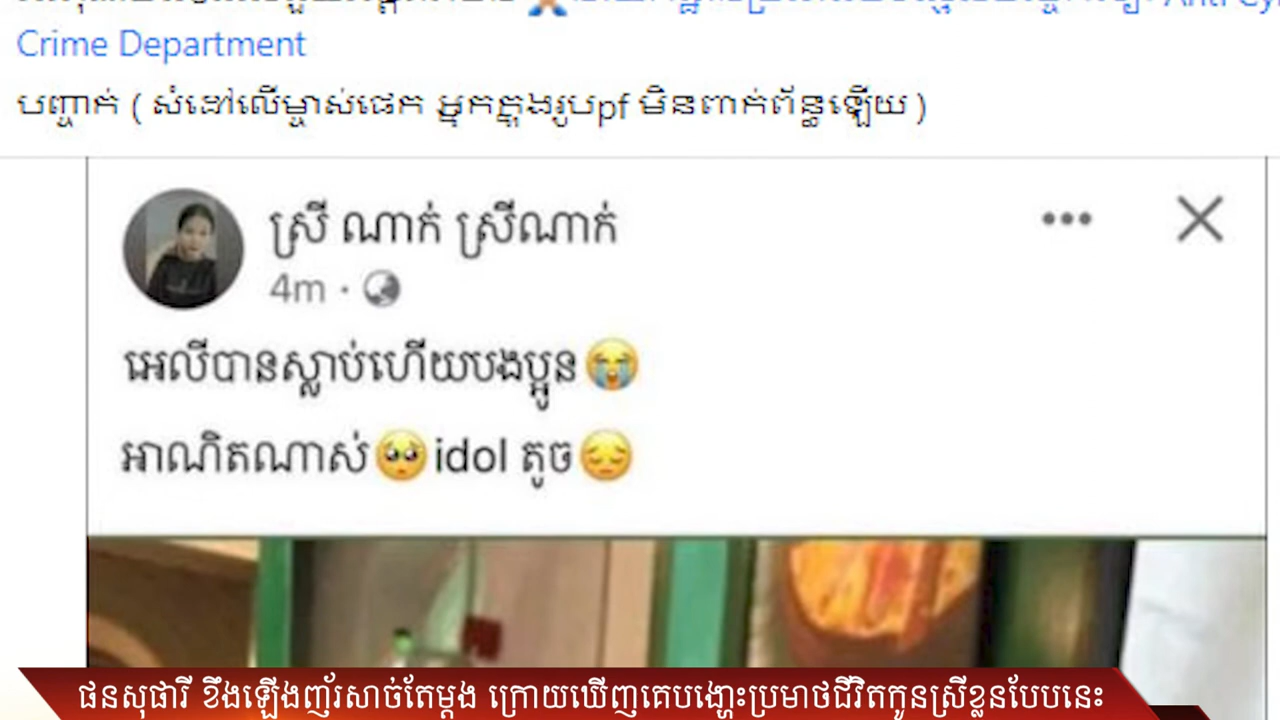 Crime Department
បញ្ចាក់ ( សំដៅលើម្ចាស់ផេក អ្នកក្នុងរូបpf មិនពាក់ព័ន្ធឡើយ )
ស្រី ណាក់ ស្រីណាក់
4m ·
អេលីបានស្លាប់ហើយបងប្អូន😭
អាណិតណាស់🥺idol តូច😔
ផនសុផារី ខឹងឡើងញ័រសាច់តែម្ដង ក្រោយឃើញគេបង្ហោះប្រមាថជីវិតកូនស្រីខ្លួនបែបនេះ